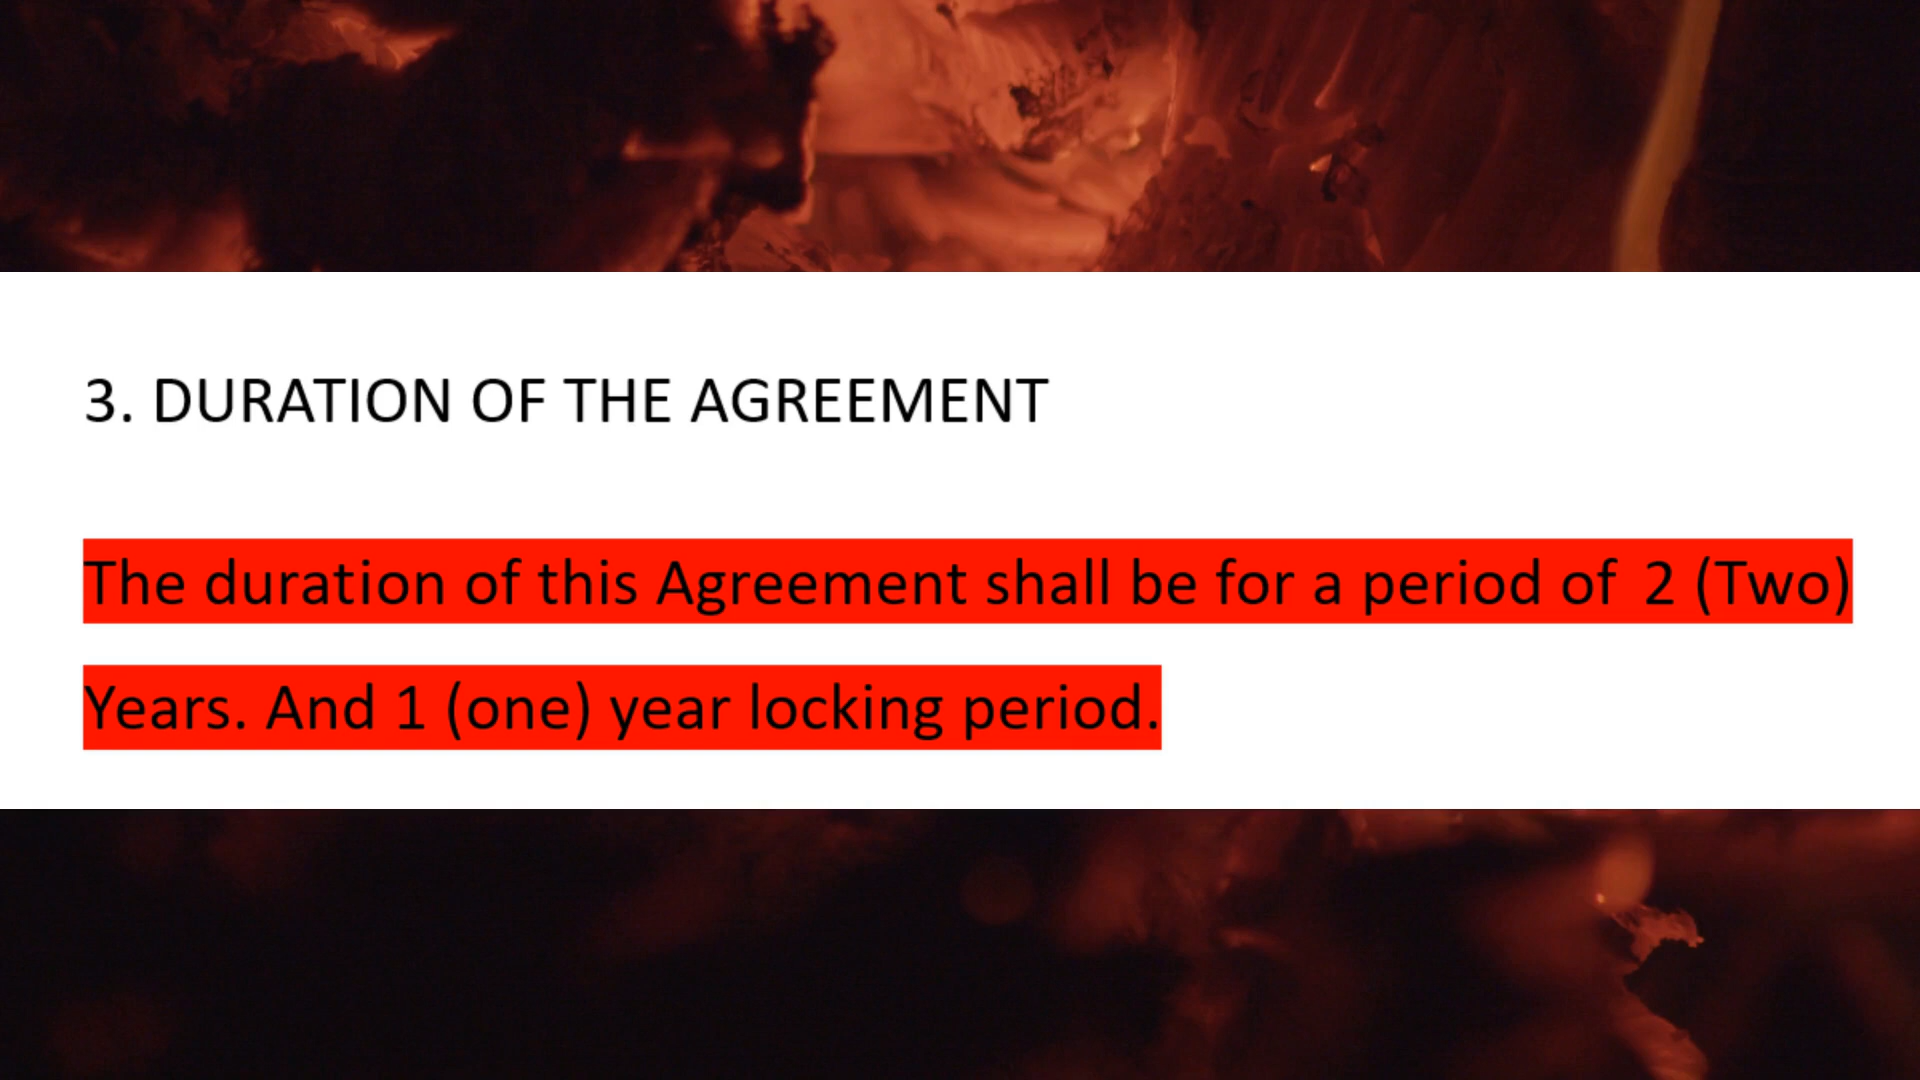 3. DURATION OF THE AGREEMENT
The duration of this Agreement shall be for a period of 2 (Two)
Years. And 1 (one) year locking period.